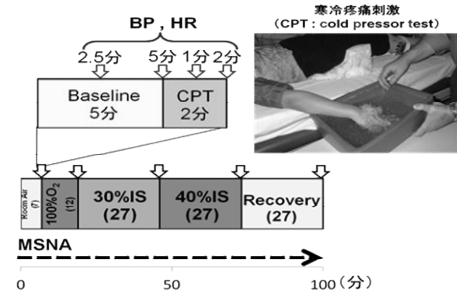 寒冷疼痛刺激
（CPT : cold pressor test）
BP , HR
2.5分 5分 1分 2分
Baseline
5分
CPT
2分
Room Air
(7)
100%O2
(12)
30%IS
(27)
40%IS
(27)
Recovery
(27)
MSNA
0 50 100 （分）